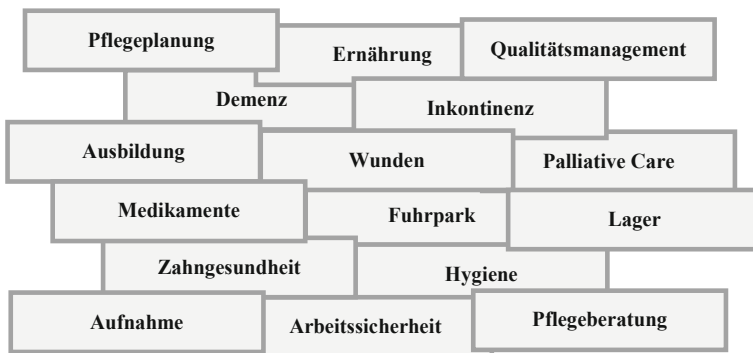 Pflegeplanung
Ernährung
Qualitätsmanagement
Demenz
Inkontinenz
Ausbildung
Wunden
Palliative Care
Medikamente
Fuhrpark
Lager
Zahngesundheit
Hygiene
Aufnahme
Arbeitssicherheit
Pflegeberatung